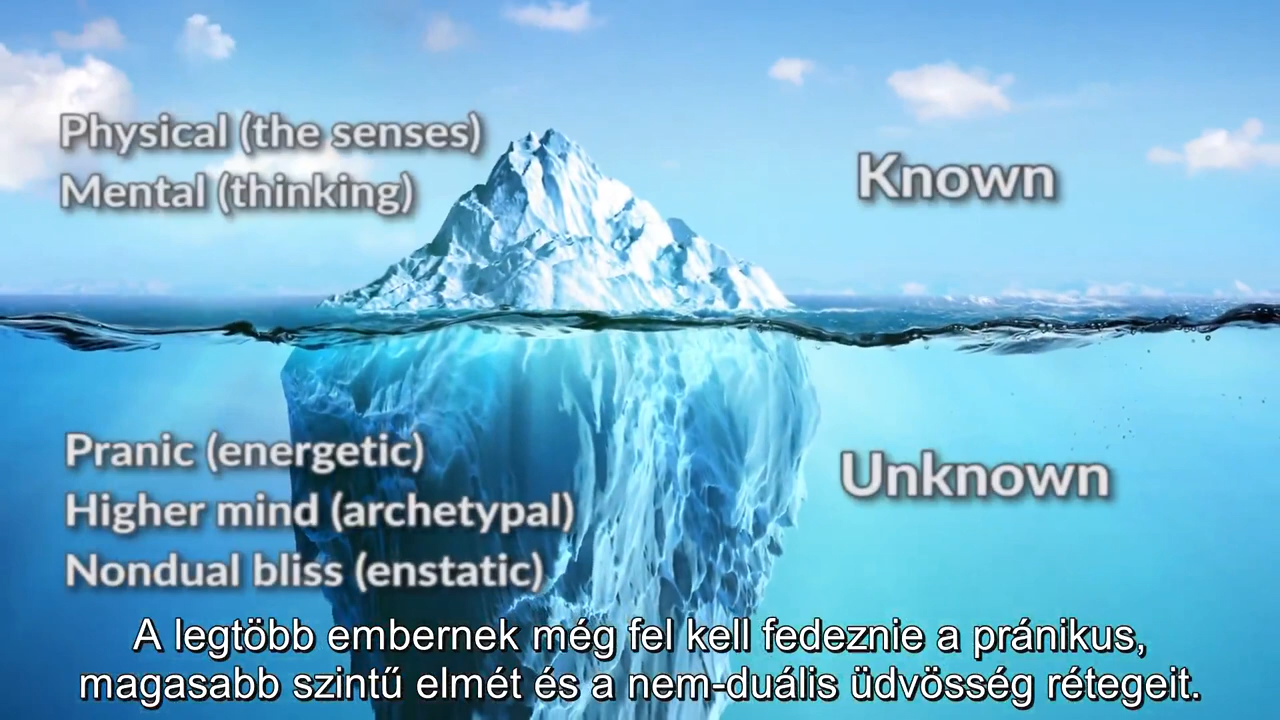 Physical (the senses)
Mental (thinking)
Known
Pranic (energetic)
Higher mind (archetypal)
Nondual bliss (enstatic)
Unknown
A legtöbb embernek még fel kell fedeznie a pránikus,
magasabb szintű elmét és a nem-duális üdvösség rétegeit.